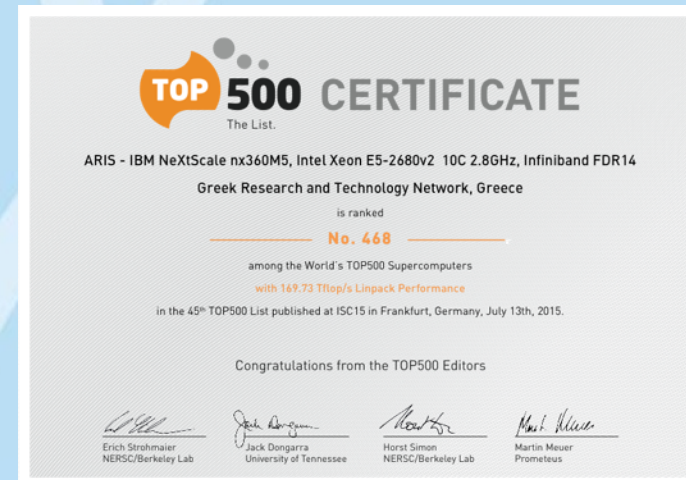 TOP 500 CERTIFICATE
The List.
ARIS - IBM NeXtScale nx360M5, Intel Xeon E5-2680v2 10C 2.8GHz, Infiniband FDR14
Greek Research and Technology Network, Greece
is ranked
No. 468
among the World's TOP500 Supercomputers
with 169.73 Tflop/s Linpack Performance
in the 45th TOP500 List published at ISC15 in Frankfurt, Germany, July 13th, 2015.
Congratulations from the TOP500 Editors
Erich Strohmaier
NERSC/Berkeley Lab
Jack Dongarra
University of Tennessee
Horst Simon
NERSC/Berkeley Lab
Martin Meuer
Prometeus